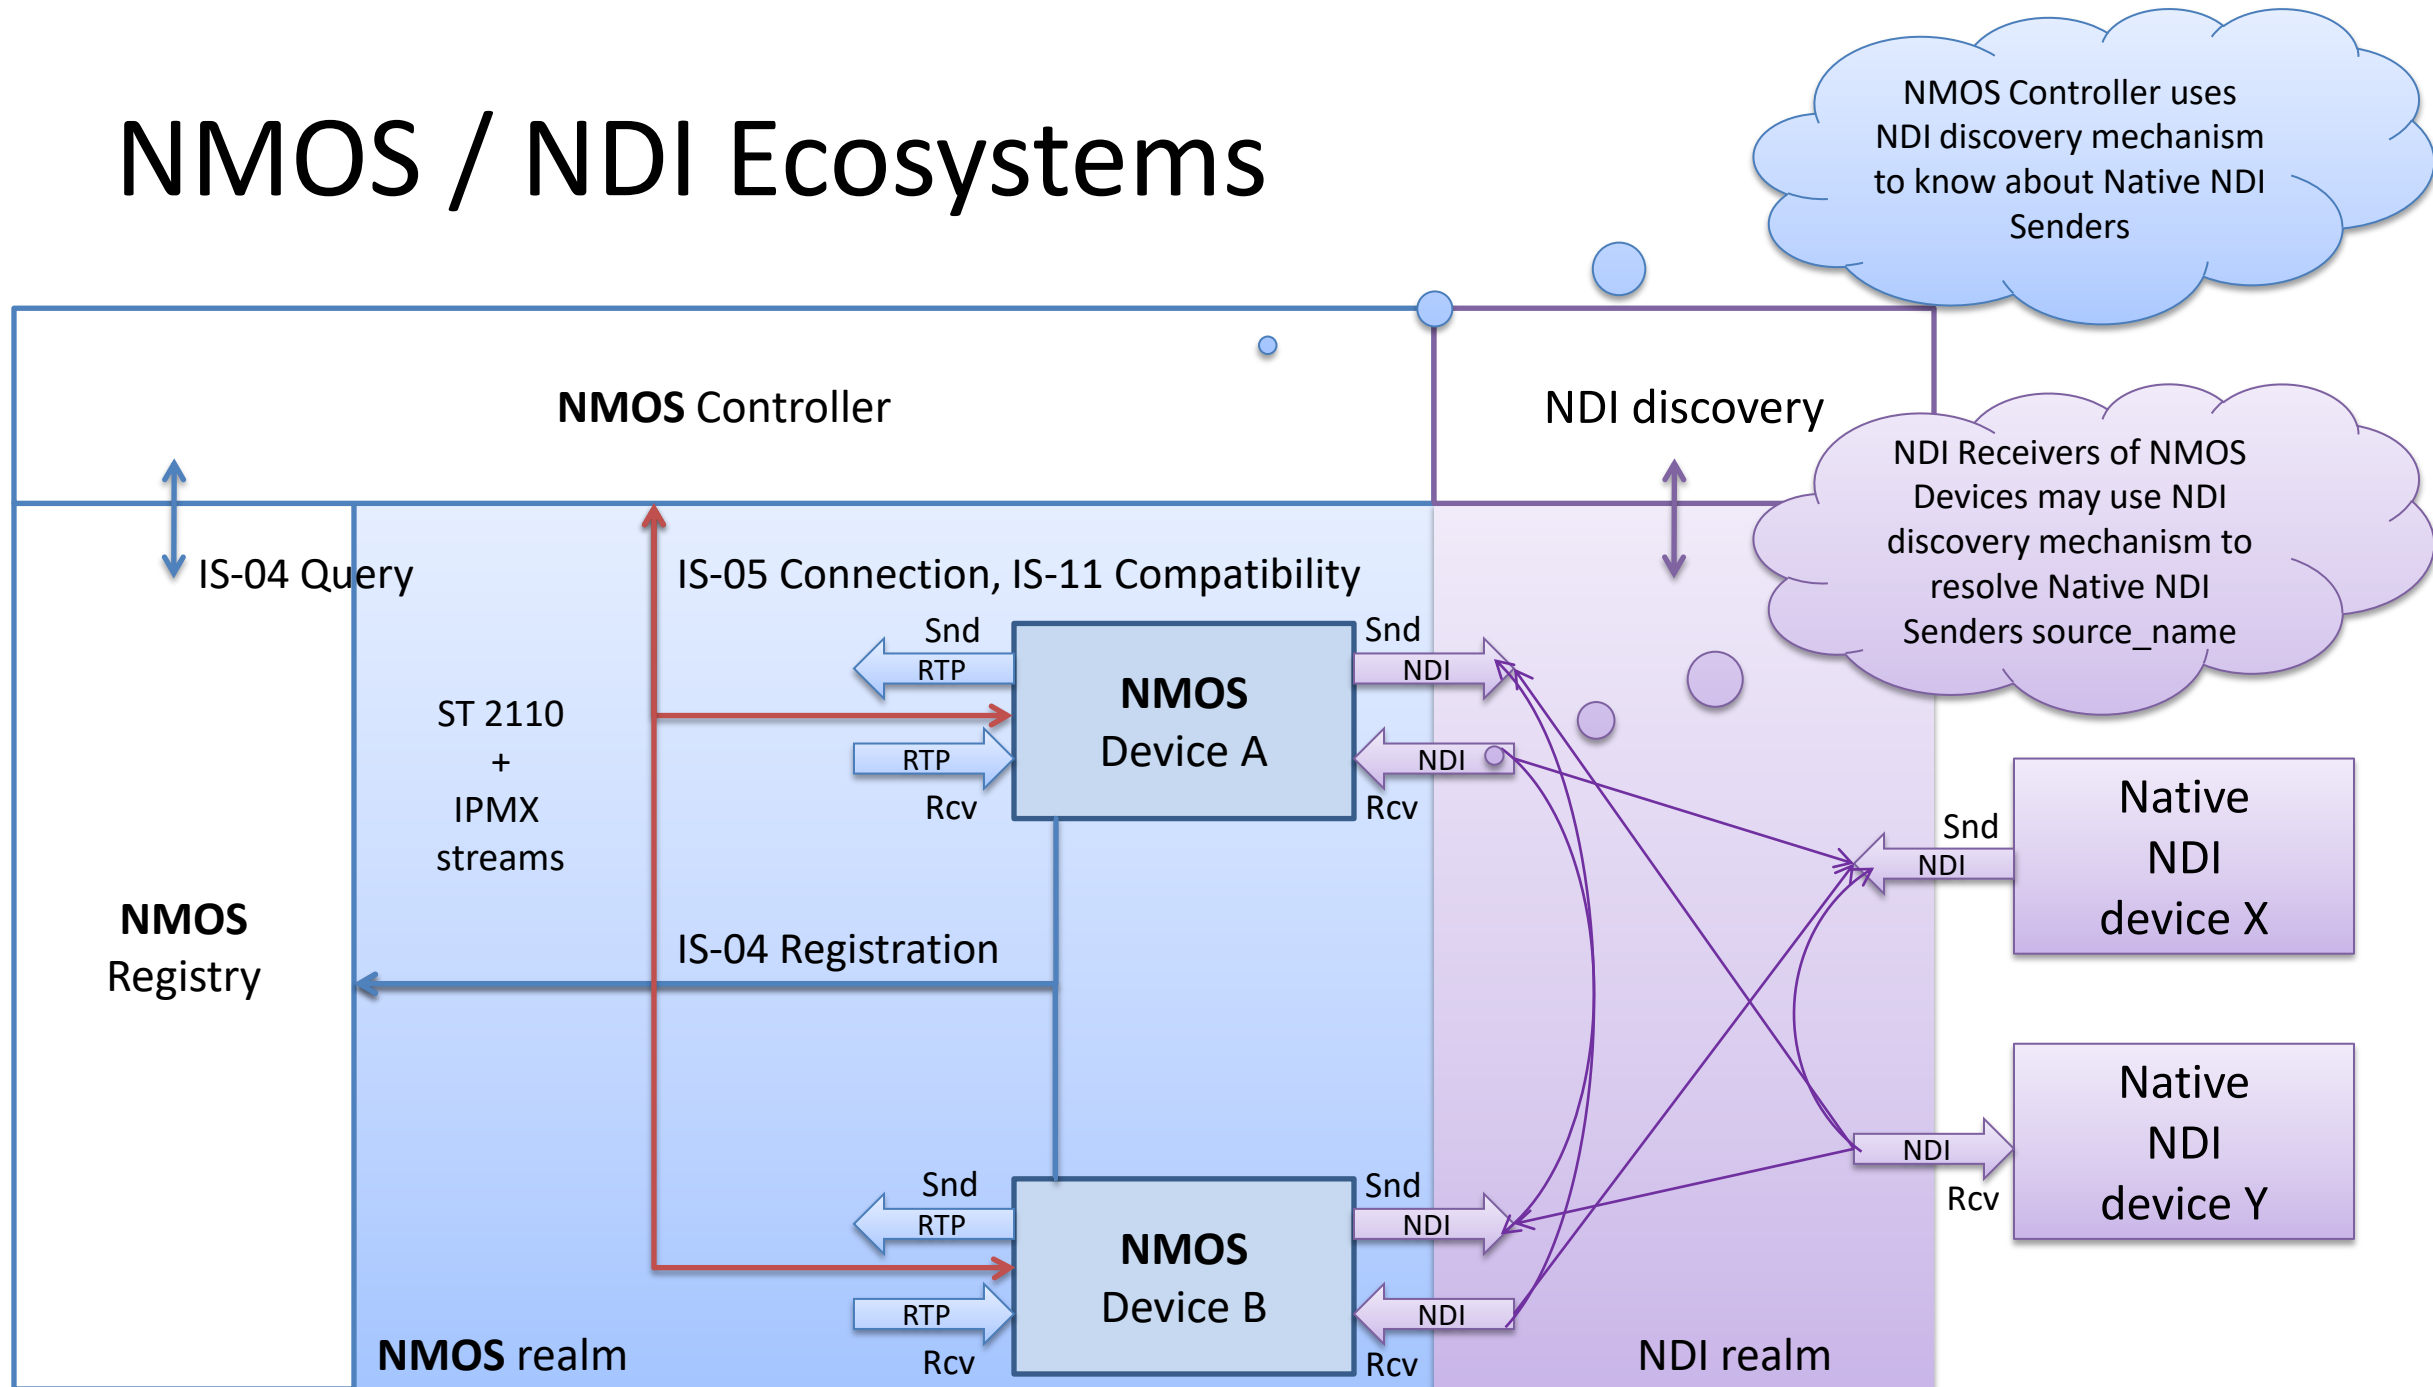 NMOS / NDI Ecosystems
NMOS Controller uses
NDI discovery mechanism
to know about Native NDI
Senders
NMOS Controller
NDI discovery
NDI Receivers of NMOS
Devices may use NDI
discovery mechanism to
resolve Native NDI
Senders source_name
IS-04 Query
IS-05 Connection, IS-11 Compatibility
Snd
RTP
RTP
Rcv
NMOS
Device A
Snd
NDI
NDI
Rcv
ST 2110
+
IPMX
streams
Snd
NDI
Native
NDI
device X
NMOS
Registry
IS-04 Registration
Native
NDI
device Y
NDI
Rcv
Snd
RTP
RTP
Rcv
NMOS
Device B
Snd
NDI
NDI
Rcv
NMOS realm
NDI realm